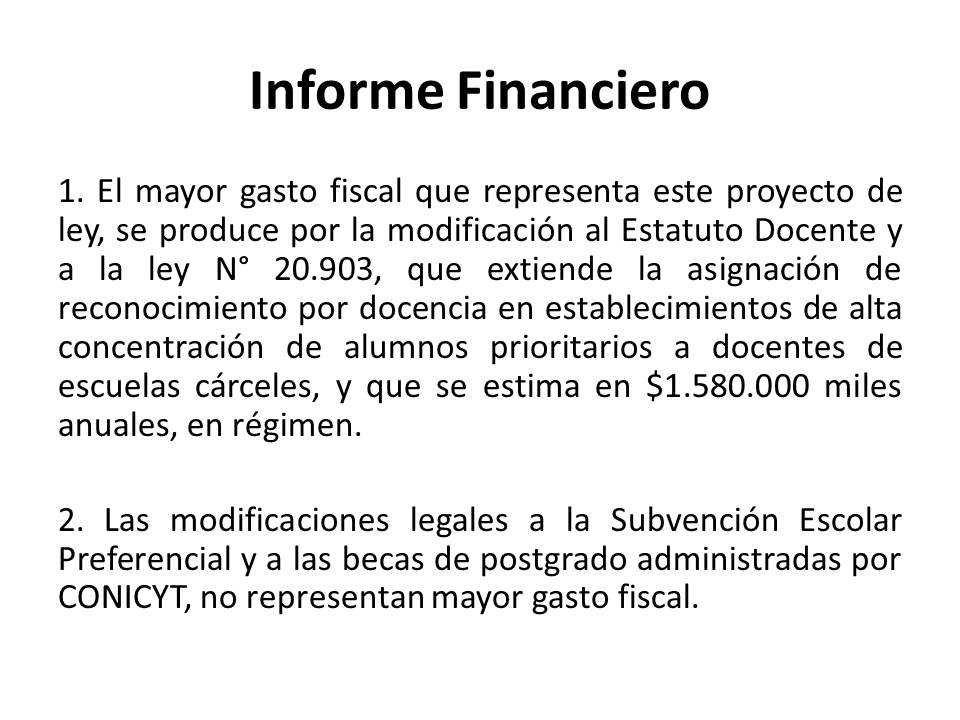 Informe Financiero
1. El mayor gasto fiscal que representa este proyecto de
ley, se produce por la modificación al Estatuto Docente y
a la ley N° 20.903, que extiende la asignación de
reconocimiento por docencia en establecimientos de alta
concentración de alumnos prioritarios a docentes de
escuelas cárceles, y que se estima en $1.580.000 miles
anuales, en régimen.
2. Las modificaciones legales a la Subvención Escolar
Preferencial y a las becas de postgrado administradas por
CONICYT, no representan mayor gasto fiscal.